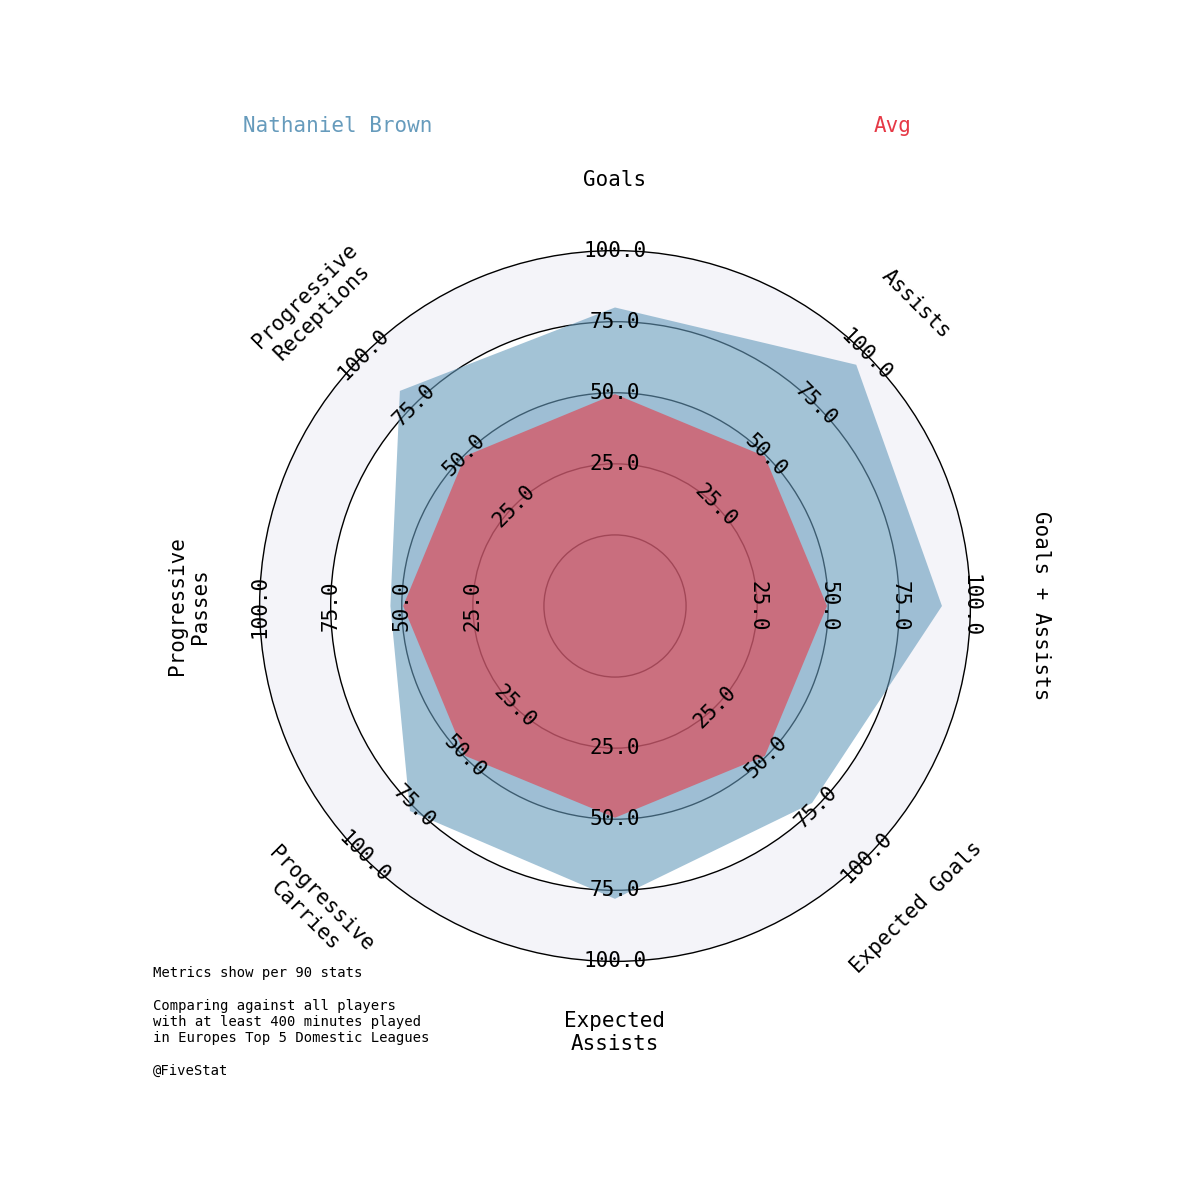 Nathaniel Brown
Avg
Goals
Assists
Goals + Assists
Expected Goals
Expected
Assists
Progressive
Carries
Progressive
Passes
Progressive
Receptions
25.0
50.0
75.0
100.0
25.0
50.0
75.0
100.0
25.0
50.0
75.0
100.0
25.0
50.0
75.0
100.0
25.0
50.0
75.0
100.0
25.0
50.0
75.0
100.0
25.0
50.0
75.0
100.0
25.0
50.0
75.0
100.0
Metrics show per 90 stats
Comparing against all players
with at least 400 minutes played
in Europes Top 5 Domestic Leagues
@FiveStat